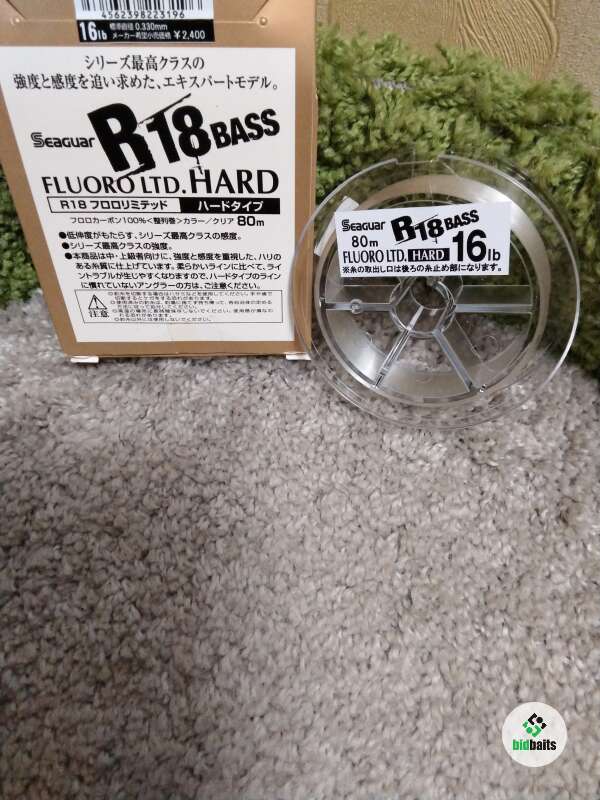 4562398223196
16lb 標準直径 0.330mm
メーカー希望小売価格 ¥2,400
シリーズ最高クラスの
強度と感度を追い求めた、エキスパートモデル。
Seaguar R18 BASS
FLUORO LTD. HARD
R18 フロロリミテッド ハードタイプ
フロロカーボン100%<整列巻>カラー/クリア 80m
●低伸度がもたらす、シリーズ最高クラスの感度。
●シリーズ最高クラスの強度。
●本商品は中・上級者向けに、強度と感度を重視した、ハリの
ある糸質に仕上げています。柔らかいラインに比べて、ライ
ントラブルが生じやすくなりますので、ハードタイプのライン
に慣れていないアングラーの方は、ご注意ください。
注意
Seaguar R18 BASS
80m FLUORO LTD. HARD 16lb
※糸の取出し口は後ろの糸止め部になります。
bidbaits